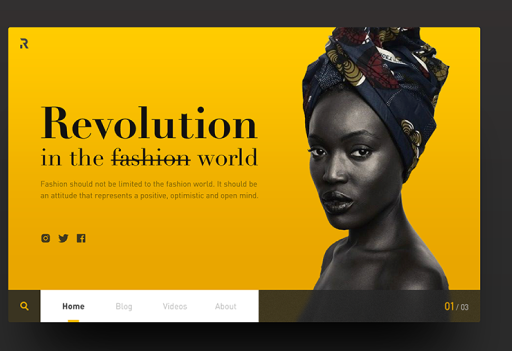 R
Revolution
in the fashion world
Fashion should not be limited to the fashion world. It should be
an attitude that represents a positive, optimistic and open mind.
Home Blog Videos About
01 / 03